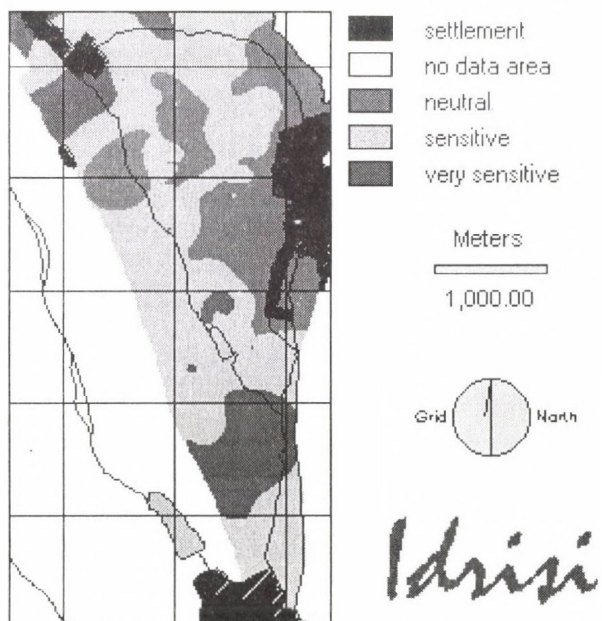 settlement
no data area
neutral
sensitive
very sensitive
Meters
1,000.00
Grid North
Idrisi